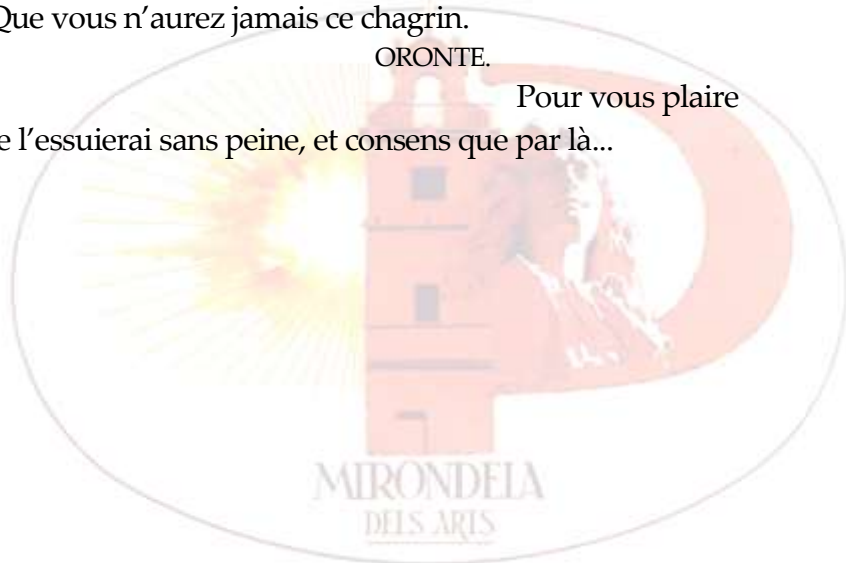 Que vous n’aurez jamais ce chagrin.
ORONTE.
Pour vous plaire
e l’essuierai sans peine, et consens que par là...
MIRONDELA
DELS ARTS